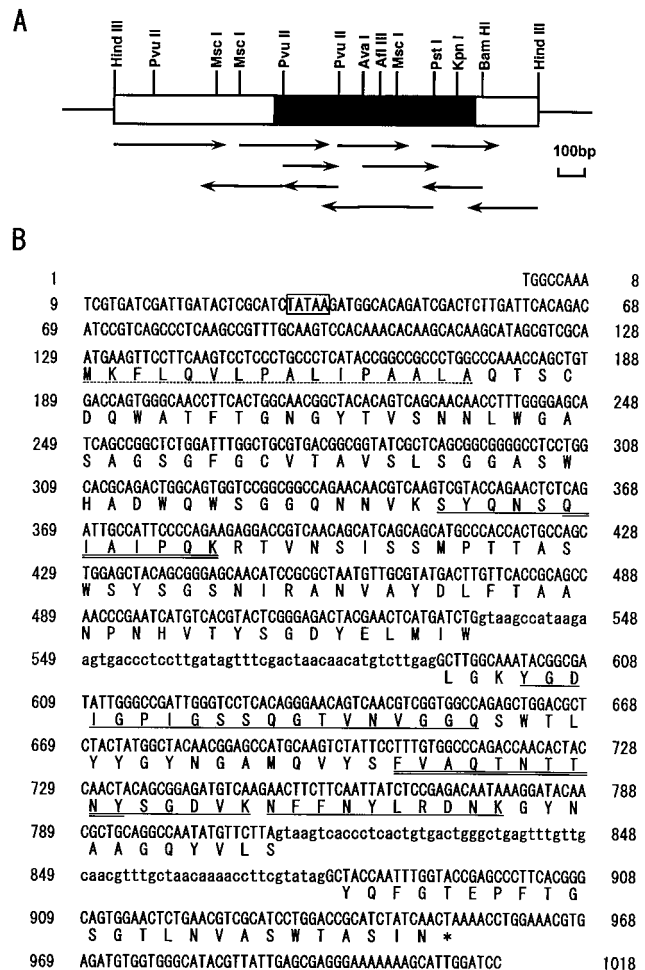 A
Hind III Pvu II Msc I Msc I Pvu II Pvu II Ava I Afl III Msc I Pst I Kpn I Bam HI Hind III
100bp
B
1 TGGCCAAA 8
9 TCGTGATCGATTGATACTCGCATCTATAAGATGGCACAGATCGACTCTTGATTCACAGAC 68
69 ATCCGTCAGCCCTCAAGCCGTTTGCAAGTCCACAAACACAAGCACAAGCATAGCGTCGCA 128
129 ATGAAGTTCCTTCAAGTCCTCCCTGCCCTCATACCGGCCGCCCTGGCCCAAACCAGCTGT 188
M K F L Q V L P A L I P A A L A Q T S C
189 GACCAGTGGGCAACCTTCACTGGCAACGGCTACACAGTCAGCAACAACCTTTGGGGAGCA 248
D Q W A T F T G N G Y T V S N N L W G A
249 TCAGCCGGCTCTGGATTTGGCTGCGTGACGGCGGTATCGCTCAGCGGCGGGGCCTCCTGG 308
S A G S G F G C V T A V S L S G G A S W
309 CACGCAGACTGGCAGTGGTCCGGCGGCCAGAACAACGTCAAGTCGTACCAGAACTCTCAG 368
H A D W Q W S G G Q N N V K S Y Q N S Q
369 ATTGCCATTCCCCAGAAGAGGACCGTCAACAGCATCAGCAGCATGCCCACCACTGCCAGC 428
I A I P Q K R T V N S I S S M P T T A S
429 TGGAGCTACAGCGGGAGCAACATCCGCGCTAATGTTGCGTATGACTTGTTCACCGCAGCC 488
W S Y S G S N I R A N V A Y D L F T A A
489 AACCCGAATCATGTCACGTACTCGGGAGACTACGAACTCATGATCTGgtaagccataaga 548
N P N H V T Y S G D Y E L M I W
549 agtgaccctccttgatagtttcgactaacaacatgtcttgagGCTTGGCAAATACGGCGA 608
L G K Y G D
609 TATTGGGCCGATTGGGTCCTCACAGGGAACAGTCAACGTCGGTGGCCAGAGCTGGACGCT 668
I G P I G S S Q G T V N V G G Q S W T L
669 CTACTATGGCTACAACGGAGCCATGCAAGTCTATTCCTTTGTGGCCCAGACCAACACTAC 728
Y Y G Y N G A M Q V Y S F V A Q T N T T
729 CAACTACAGCGGAGATGTCAAGAACTTCTTCAATTATCTCCGAGACAATAAAGGATACAA 788
N Y S G D V K N F F N Y L R D N K G Y N
789 CGCTGCAGGCCAATATGTTCTTAgtaagtcaccctcactgtgactgggctgagtttgttg 848
A A G Q Y V L S
849 caacgtttgctaacaaaaccttcgtatagGCTACCAATTTGGTACCGAGCCCTTCACGGG 908
Y Q F G T E P F T G
909 CAGTGGAACTCTGAACGTCGCATCCTGGACCGCATCTATCAACTAAAACCTGGAAACGTG 968
S G T L N V A S W T A S I N *
969 AGATGTGGTGGGCATACGTTATTGAGCGAGGGAAAAAAAGCATTGGATCC 1018